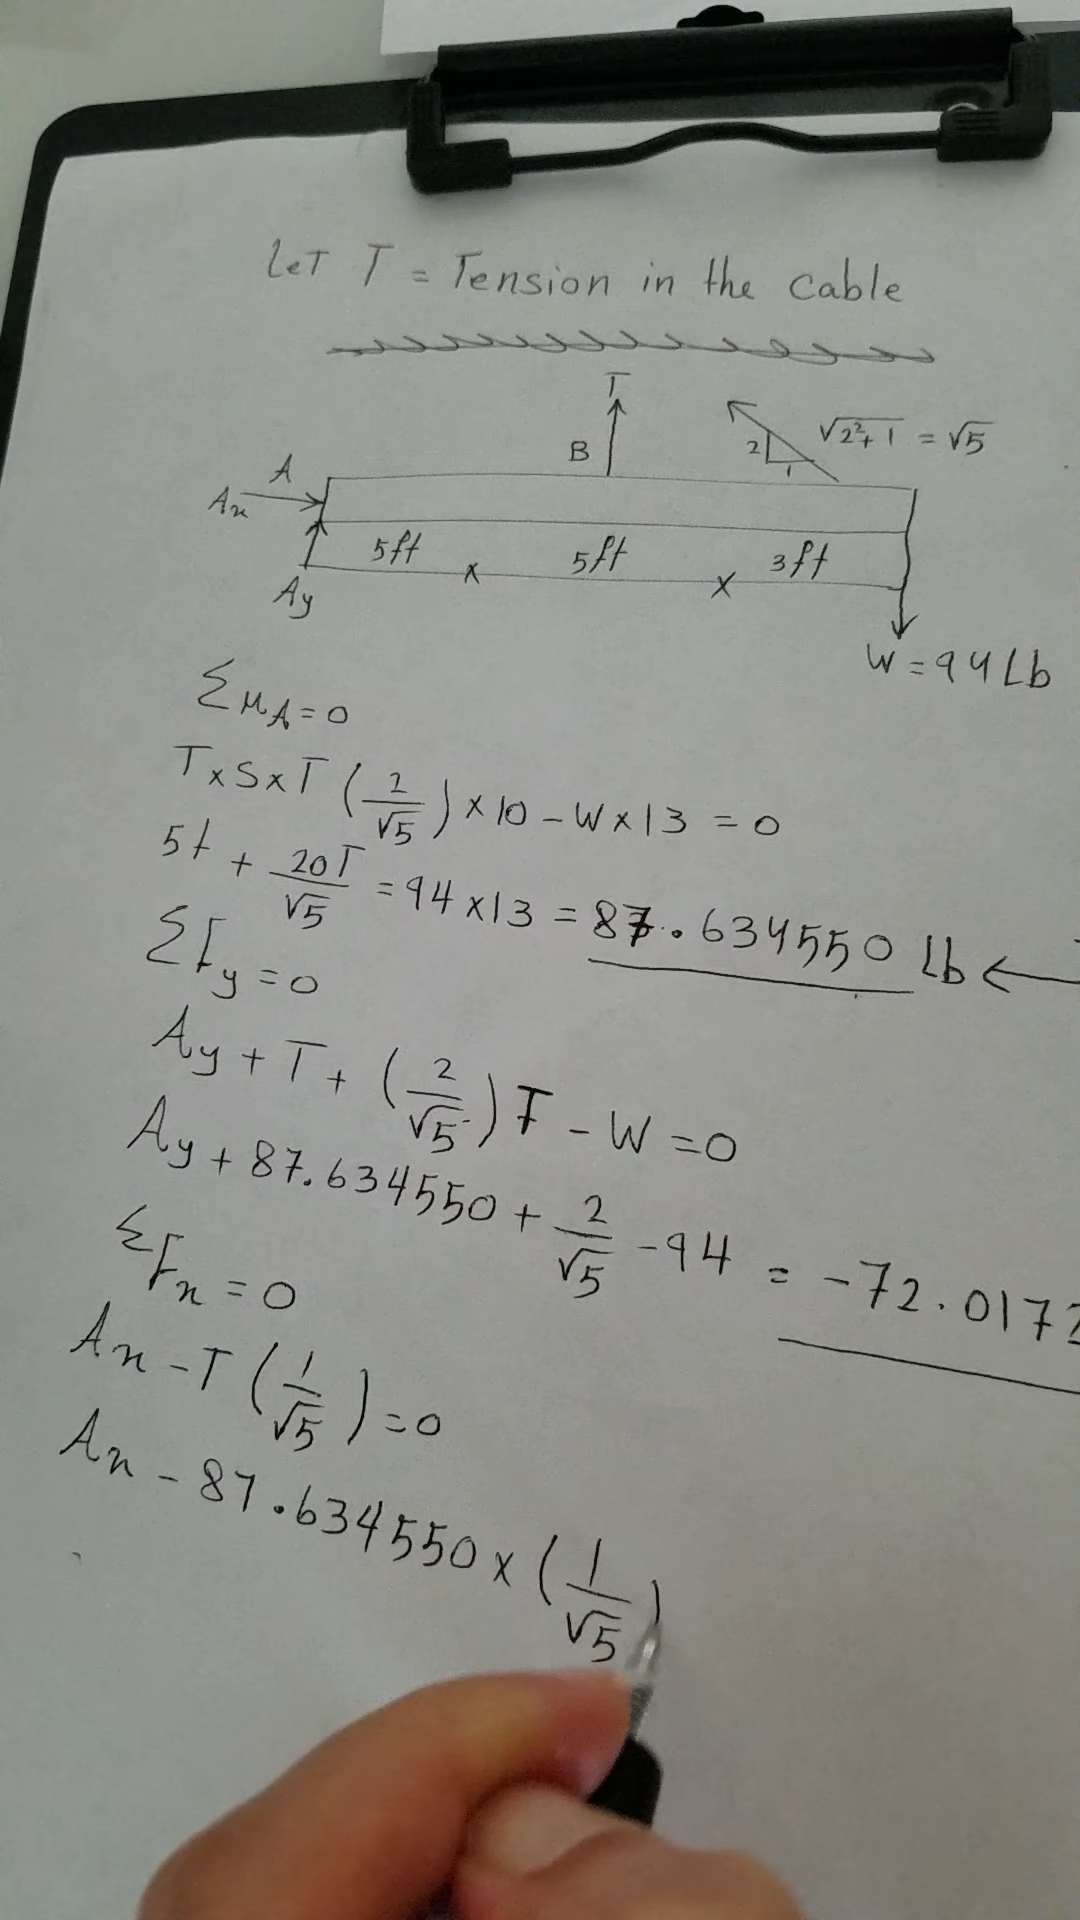 LET T = Tension in the cable
T
B
2
1
√2²+1 = √5
A
Ax
Ay
5ft
x
5ft
x
3ft
W = 94 Lb
ΣMA=0
TxSxT (2/√5) x 10 - W x 13 = 0
5t + 20T/√5 = 94 x 13 = 87.634550 lb ←
ΣFy = 0
Ay + T + (2/√5) T - W = 0
Ay + 87.634550 + 2/√5 - 94 = -72.0172
ΣFx = 0
Ax - T (1/√5) = 0
Ax - 87.634550 x (1/√5)